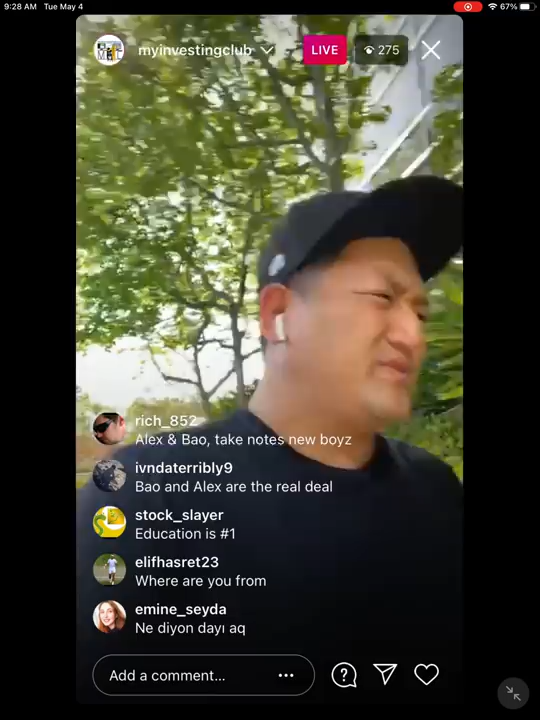 9:28 AM Tue May 4
67%
myinvestingclub
LIVE
275
rich_852
Alex & Bao, take notes new boyz
ivndaterribly9
Bao and Alex are the real deal
stock_slayer
Education is #1
elifhasret23
Where are you from
emine_seyda
Ne diyon dayı aq
Add a comment...